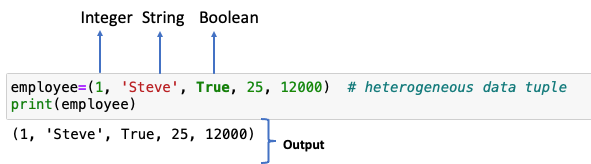 Integer String Boolean
employee=(1, 'Steve', True, 25, 12000)  # heterogeneous data tuple
print(employee)
(1, 'Steve', True, 25, 12000)
Output